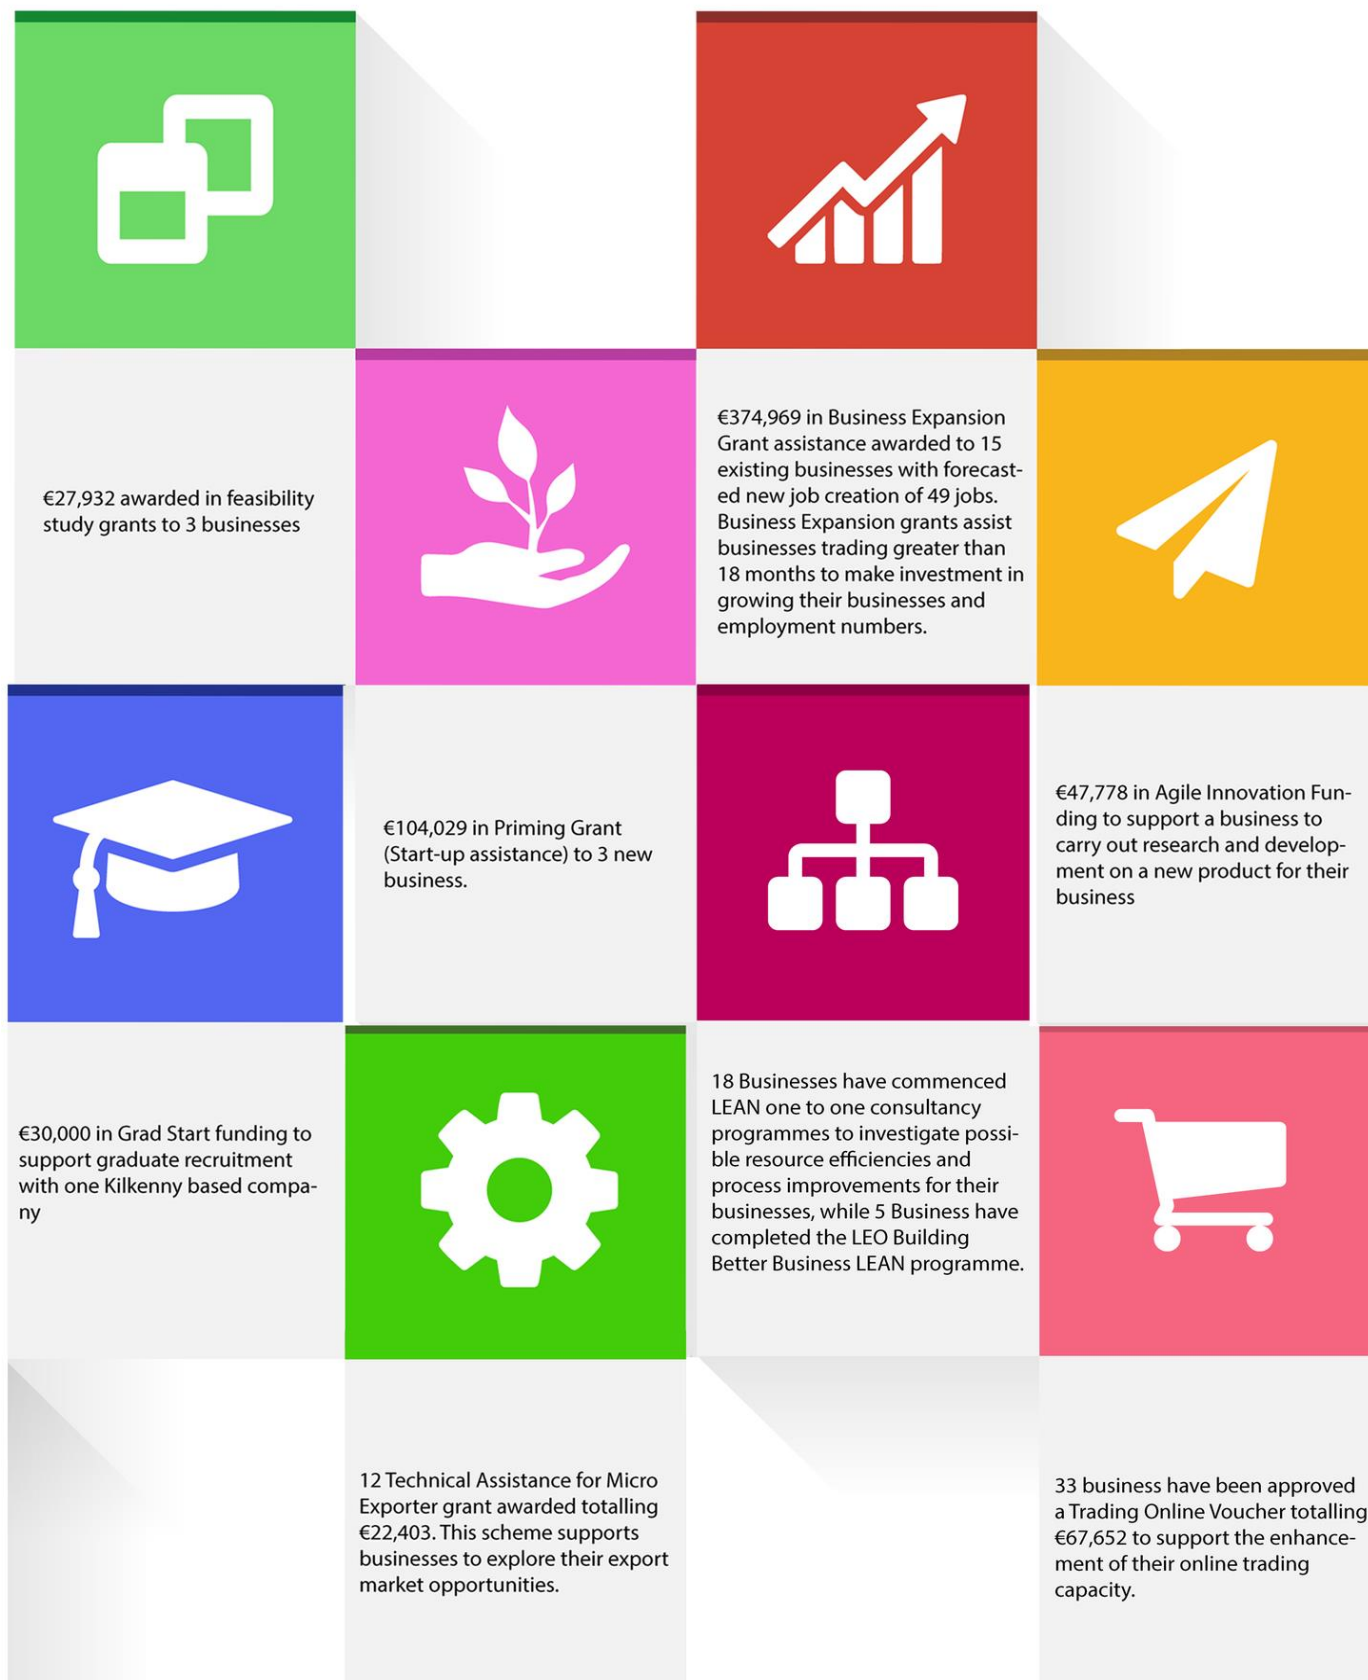 €27,932 awarded in feasibility
study grants to 3 businesses
€374,969 in Business Expansion
Grant assistance awarded to 15
existing businesses with forecast-
ed new job creation of 49 jobs.
Business Expansion grants assist
businesses trading greater than
18 months to make investment in
growing their businesses and
employment numbers.
€104,029 in Priming Grant
(Start-up assistance) to 3 new
business.
€47,778 in Agile Innovation Fun-
ding to support a business to
carry out research and develop-
ment on a new product for their
business
€30,000 in Grad Start funding to
support graduate recruitment
with one Kilkenny based compa-
ny
18 Businesses have commenced
LEAN one to one consultancy
programmes to investigate possi-
ble resource efficiencies and
process improvements for their
businesses, while 5 Business have
completed the LEO Building
Better Business LEAN programme.
12 Technical Assistance for Micro
Exporter grant awarded totalling
€22,403. This scheme supports
businesses to explore their export
market opportunities.
33 business have been approved
a Trading Online Voucher totalling
€67,652 to support the enhance-
ment of their online trading
capacity.